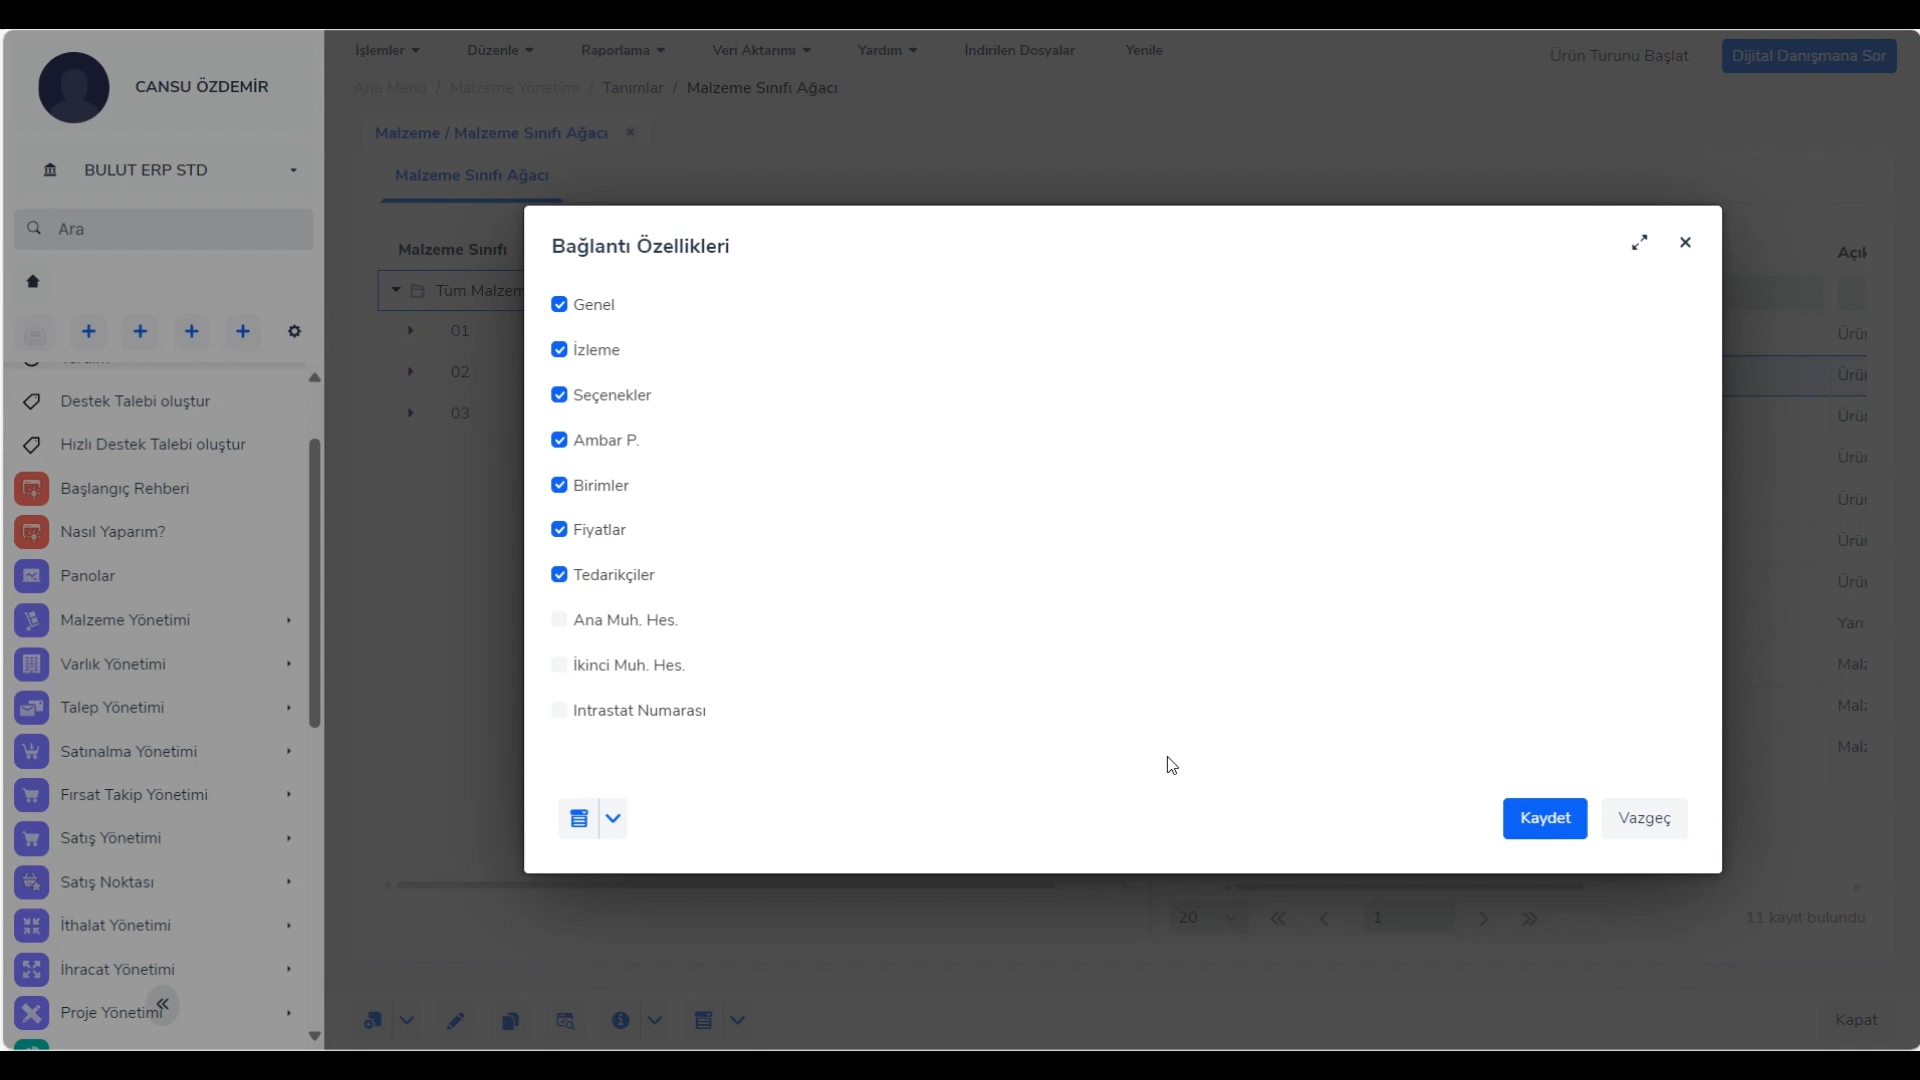 CANSU ÖZDEMİR
BULUT ERP STD
Ara
Destek Talebi oluştur
Hızlı Destek Talebi oluştur
Başlangıç Rehberi
Nasıl Yaparım?
Panolar
Malzeme Yönetimi
Varlık Yönetimi
Talep Yönetimi
Satınalma Yönetimi
Fırsat Takip Yönetimi
Satış Yönetimi
Satış Noktası
İthalat Yönetimi
İhracat Yönetimi
Proje Yönetimi
İşlemler
Düzenle
Raporlama
Veri Aktarımı
Yardım
İndirilen Dosyalar
Yenile
Ürün Turunu Başlat
Dijital Danışmana Sor
Ana Menü / Malzeme Yönetimi / Tanımlar / Malzeme Sınıfı Ağacı
Malzeme / Malzeme Sınıfı Ağacı
Malzeme Sınıfı Ağacı
Malzeme Sınıfı
Tüm Malzem
01
02
03
Bağlantı Özellikleri
Genel
İzleme
Seçenekler
Ambar P.
Birimler
Fiyatlar
Tedarikçiler
Ana Muh. Hes.
İkinci Muh. Hes.
Intrastat Numarası
Kaydet
Vazgeç
20
1
11 kayıt bulundu
Kapat